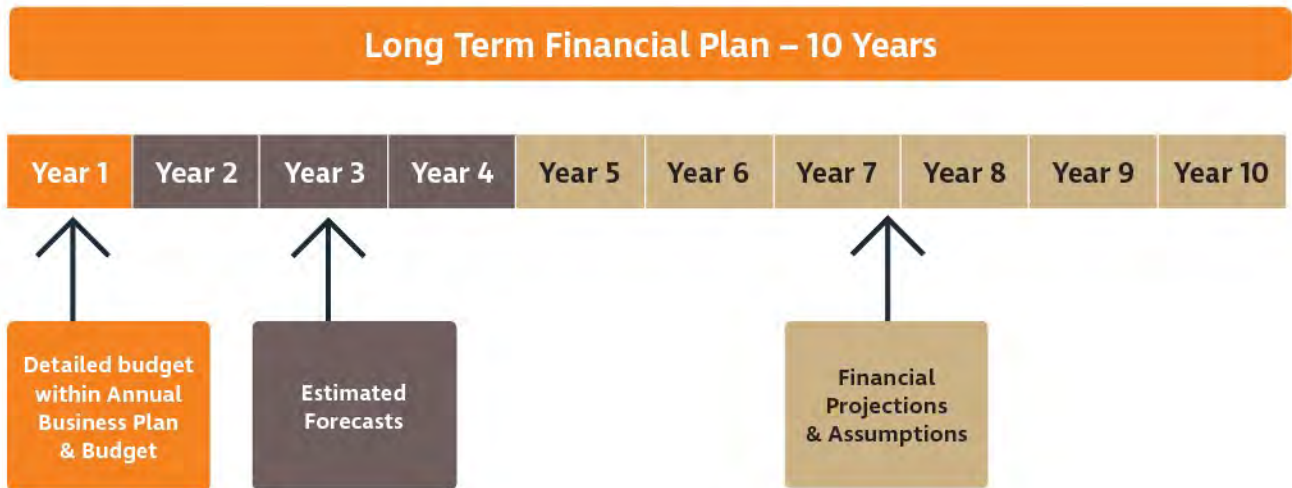 Long Term Financial Plan – 10 Years
Year 1 Year 2 Year 3 Year 4 Year 5 Year 6 Year 7 Year 8 Year 9 Year 10
Detailed budget
within Annual
Business Plan
& Budget
Estimated
Forecasts
Financial
Projections
& Assumptions